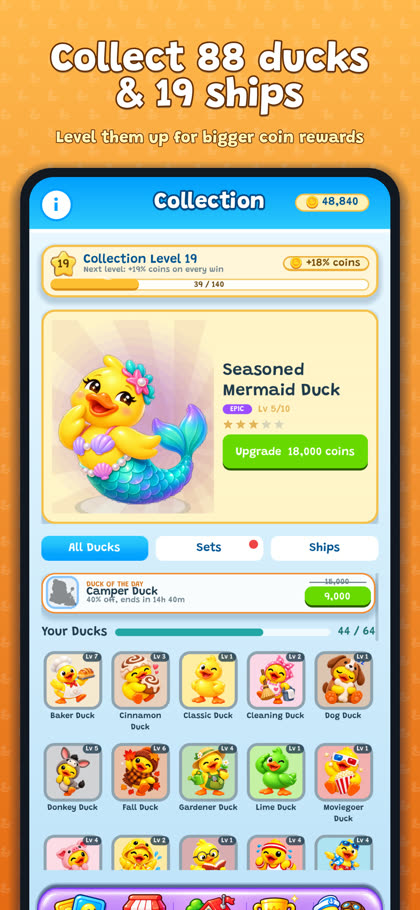 Collect 88 ducks
& 19 ships
Level them up for bigger coin rewards
i
Collection
48,840
19
Collection Level 19
Next level: +19% coins on every win
+18% coins
39 / 140
Seasoned
Mermaid Duck
EPIC
Lv.5/10
Upgrade 18,000 coins
All Ducks
Sets
Ships
DUCK OF THE DAY
Camper Duck
40% off, ends in 14h 40m
15,000
9,000
Your Ducks
44 / 64
Lv 7
Lv 3
Lv 1
Lv 2
Lv 1
Baker Duck
Cinnamon
Duck
Classic Duck
Cleaning Duck
Dog Duck
Lv 5
Lv 6
Lv 4
Lv 1
Lv 1
Donkey Duck
Fall Duck
Gardener Duck
Lime Duck
Moviegoer
Duck
Lv 4
Lv 2
Lv 1
Lv 4
Lv 4